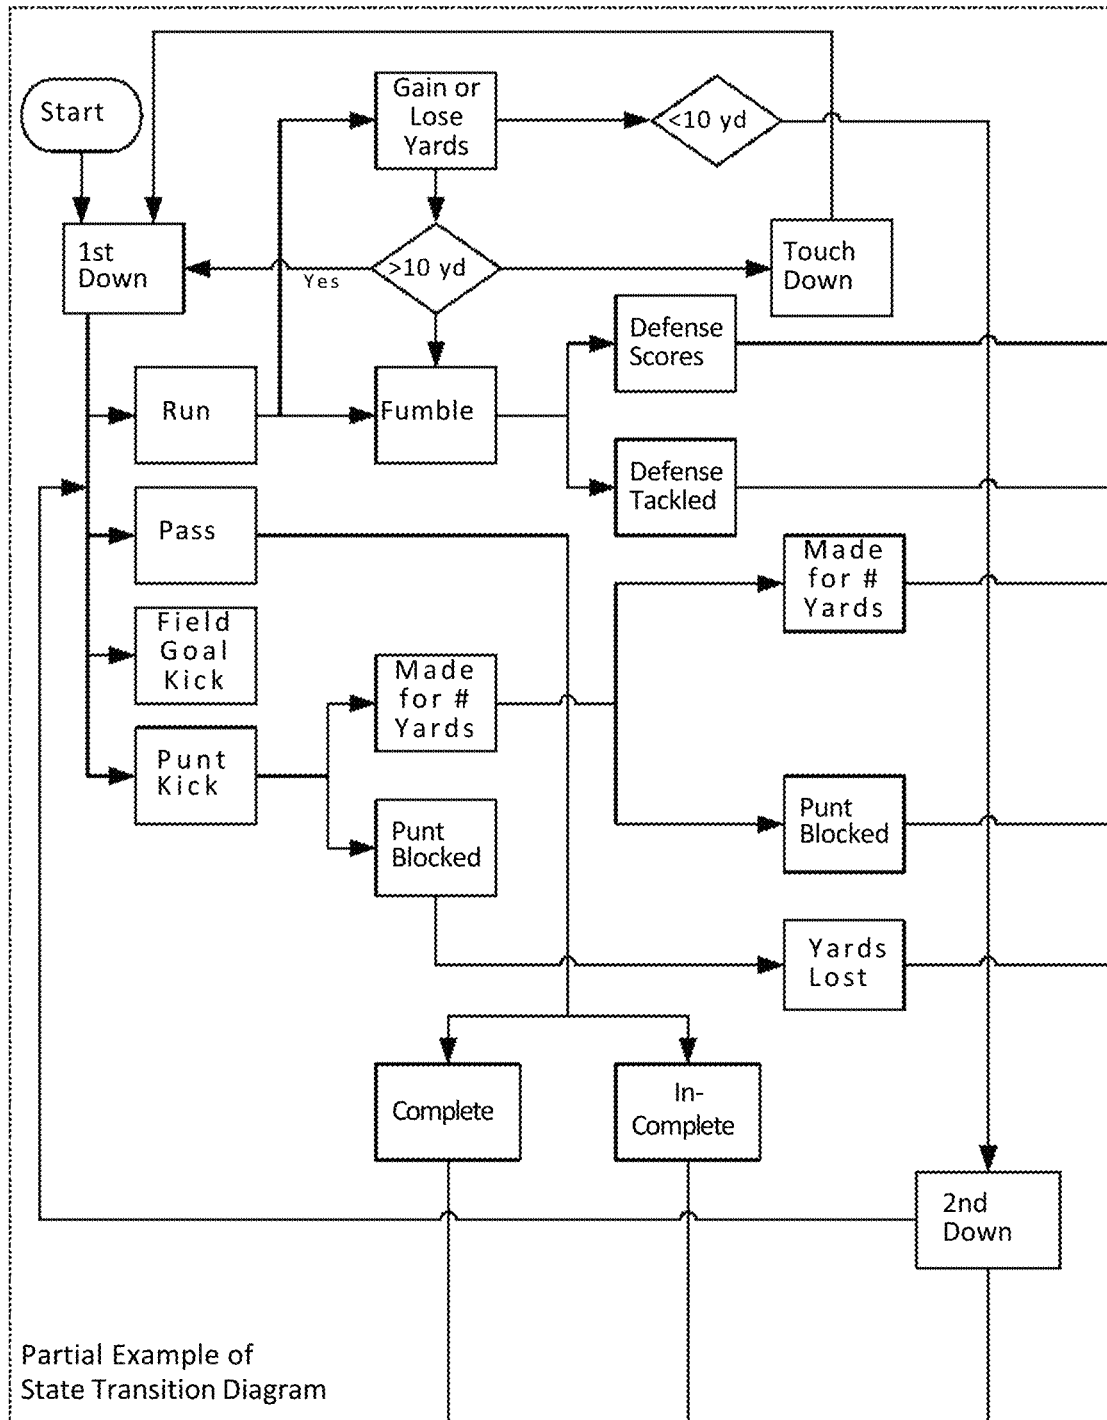 Start
Gain or
Lose
Yards
<10 yd
1st
Down
Yes
>10 yd
Touch
Down
Defense
Scores
Run
Fumble
Defense
Tackled
Pass
Made
for #
Yards
Field
Goal
Kick
Made
for #
Yards
Punt
Kick
Punt
Blocked
Punt
Blocked
Yards
Lost
Complete
In-
Complete
2nd
Down
Partial Example of
State Transition Diagram